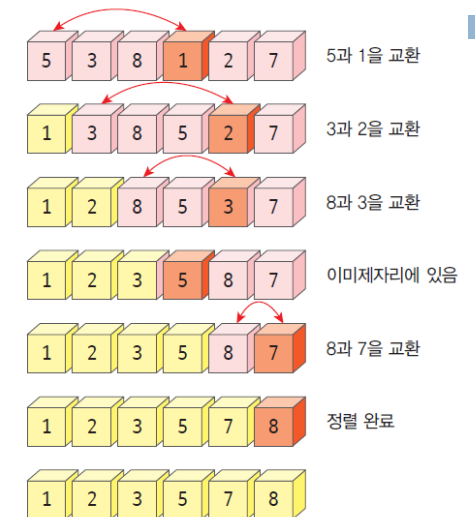 5 3 8 1 2 7 5과 1을 교환
1 3 8 5 2 7 3과 2을 교환
1 2 8 5 3 7 8과 3을 교환
1 2 3 5 8 7 이미제자리에 있음
1 2 3 5 8 7 8과 7을 교환
1 2 3 5 7 8 정렬 완료
1 2 3 5 7 8